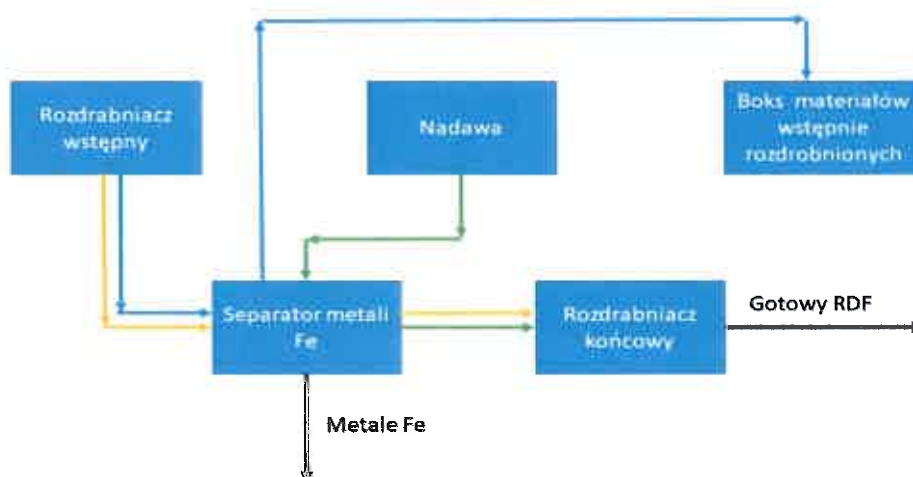 Rozdrabniacz
wstępny
Nadawa
Boks materiałów
wstępnie
rozdrobnionych
Separator metali
Fe
Rozdrabniacz
końcowy
Gotowy RDF
Metale Fe